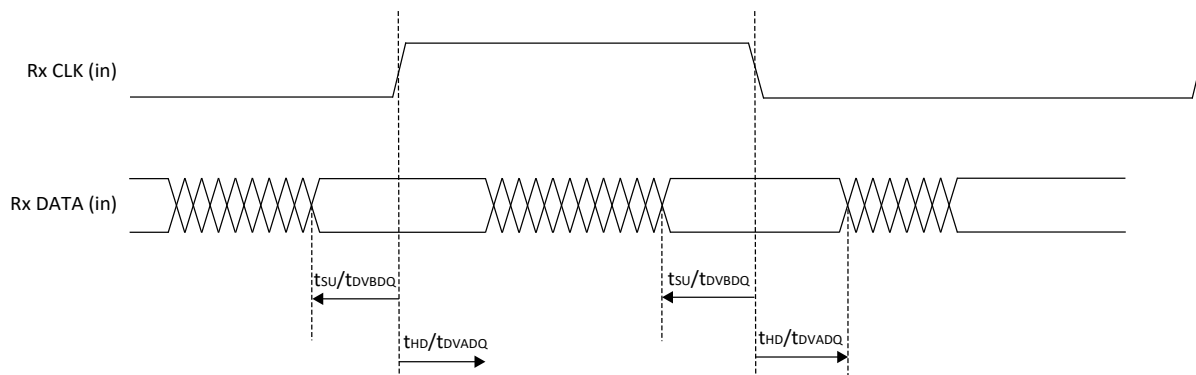 Rx CLK (in)
Rx DATA (in)
tSU/tDVBDQ
tSU/tDVBDQ
tHD/tDVADQ
tHD/tDVADQ